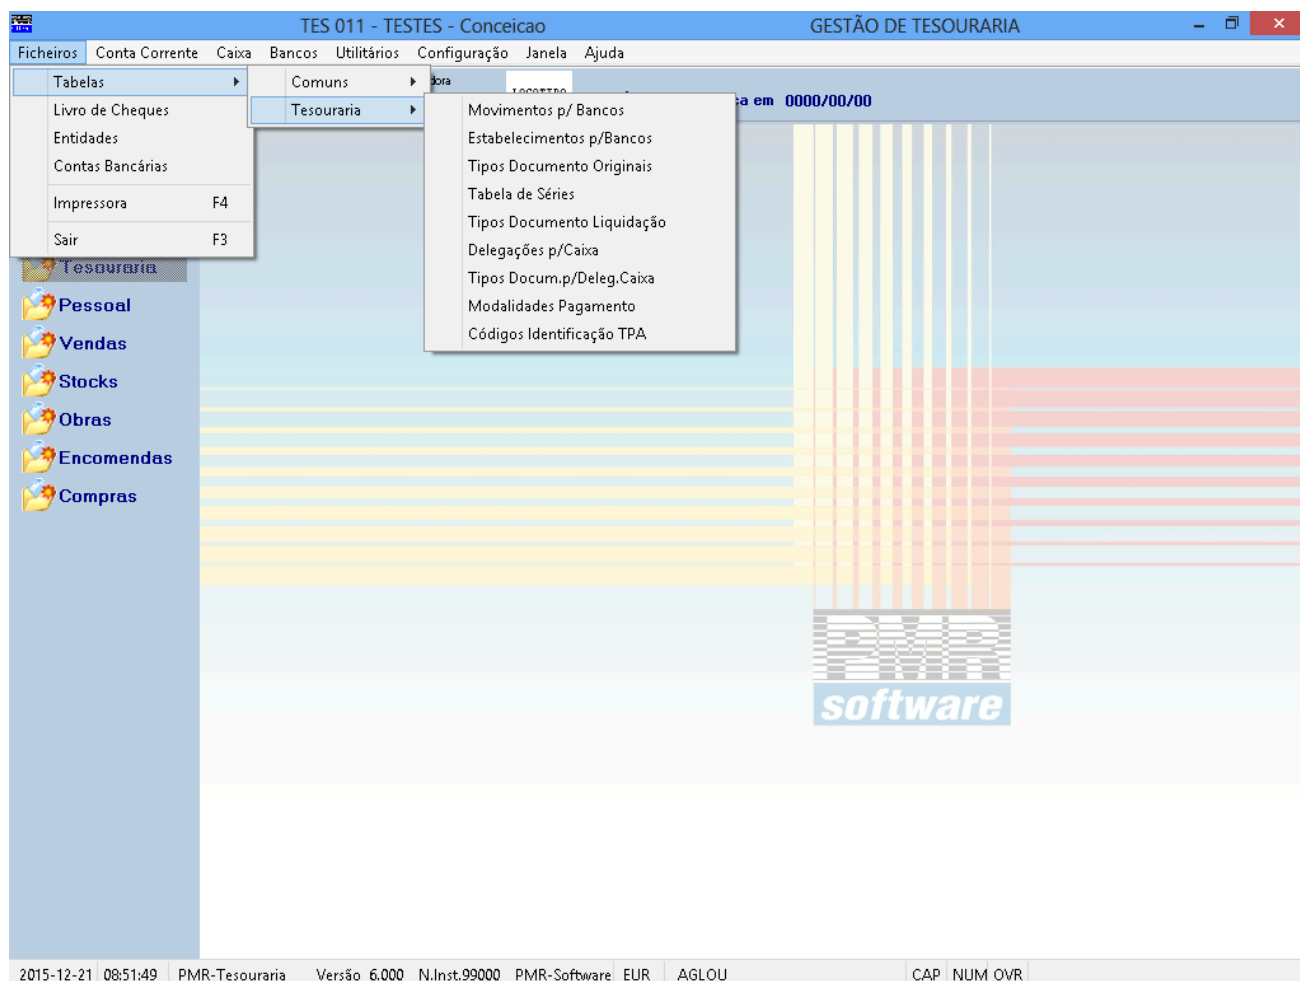 TES 011 - TESTES - Conceicao GESTÃO DE TESOURARIA
Ficheiros Conta Corrente Caixa Bancos Utilitários Configuração Janela Ajuda
Tabelas
Livro de Cheques
Entidades
Contas Bancárias
Impressora F4
Sair F3
Comuns
Tesouraria
Movimentos p/ Bancos
Estabelecimentos p/Bancos
Tipos Documento Originais
Tabela de Séries
Tipos Documento Liquidação
Delegações p/Caixa
Tipos Docum.p/Deleg.Caixa
Modalidades Pagamento
Códigos Identificação TPA
em 0000/00/00
Tesouraria
Pessoal
Vendas
Stocks
Obras
Encomendas
Compras
PMR
software
2015-12-21 08:51:49 PMR-Tesouraria Versão 6.000 N.Inst.99000 PMR-Software EUR AGLOU CAP NUM OVR